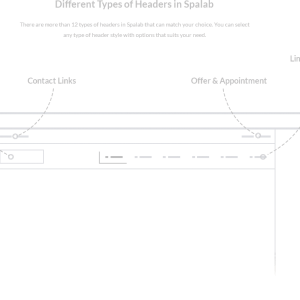 Different Types of Headers in Spalab
There are more than 12 types of headers in Spalab that can match your choice. You can select
any type of header style with options that suits your need.
Lin
Contact Links
Offer & Appointment